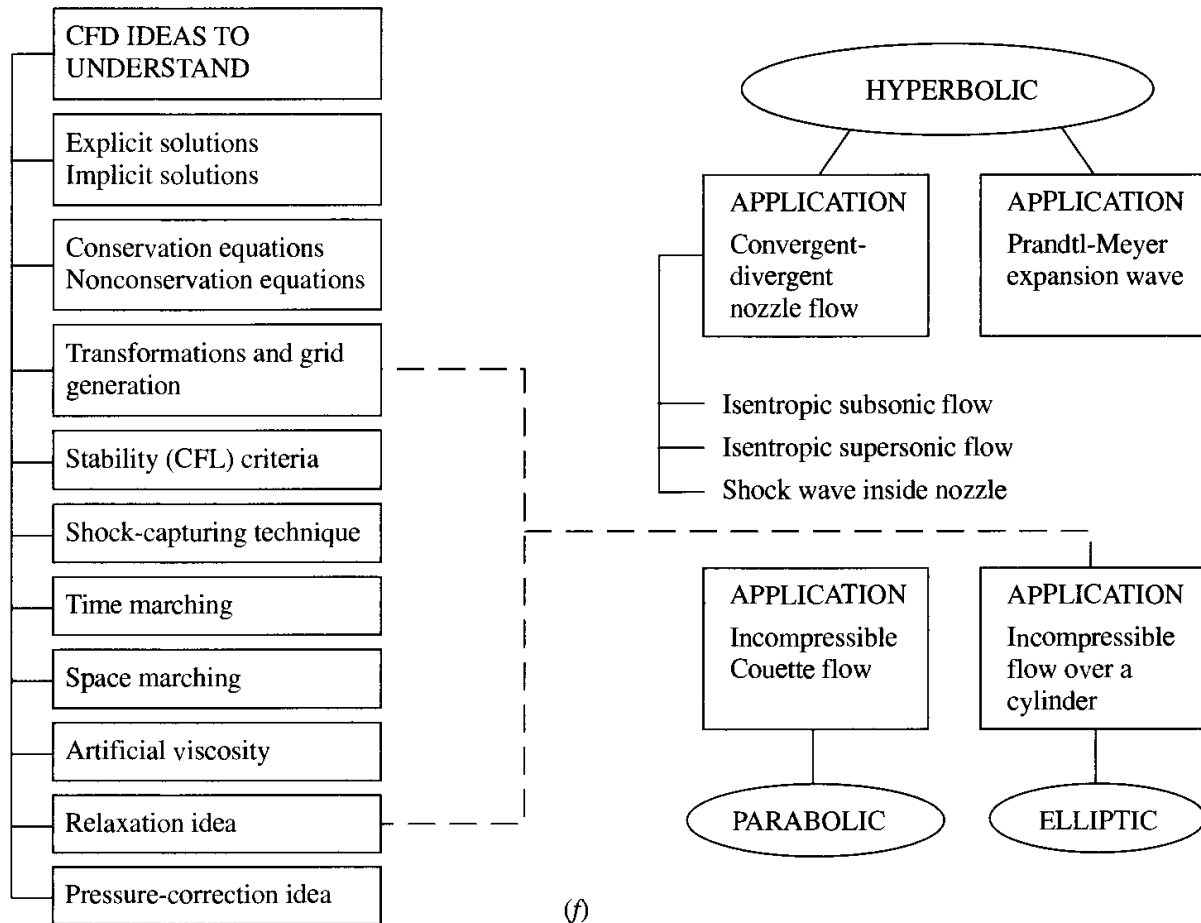 CFD IDEAS TO
UNDERSTAND
Explicit solutions
Implicit solutions
Conservation equations
Nonconservation equations
Transformations and grid
generation
Stability (CFL) criteria
Shock-capturing technique
Time marching
Space marching
Artificial viscosity
Relaxation idea
Pressure-correction idea
HYPERBOLIC
APPLICATION
Convergent-
divergent
nozzle flow
APPLICATION
Prandtl-Meyer
expansion wave
Isentropic subsonic flow
Isentropic supersonic flow
Shock wave inside nozzle
APPLICATION
Incompressible
Couette flow
APPLICATION
Incompressible
flow over a
cylinder
PARABOLIC
ELLIPTIC
(f)